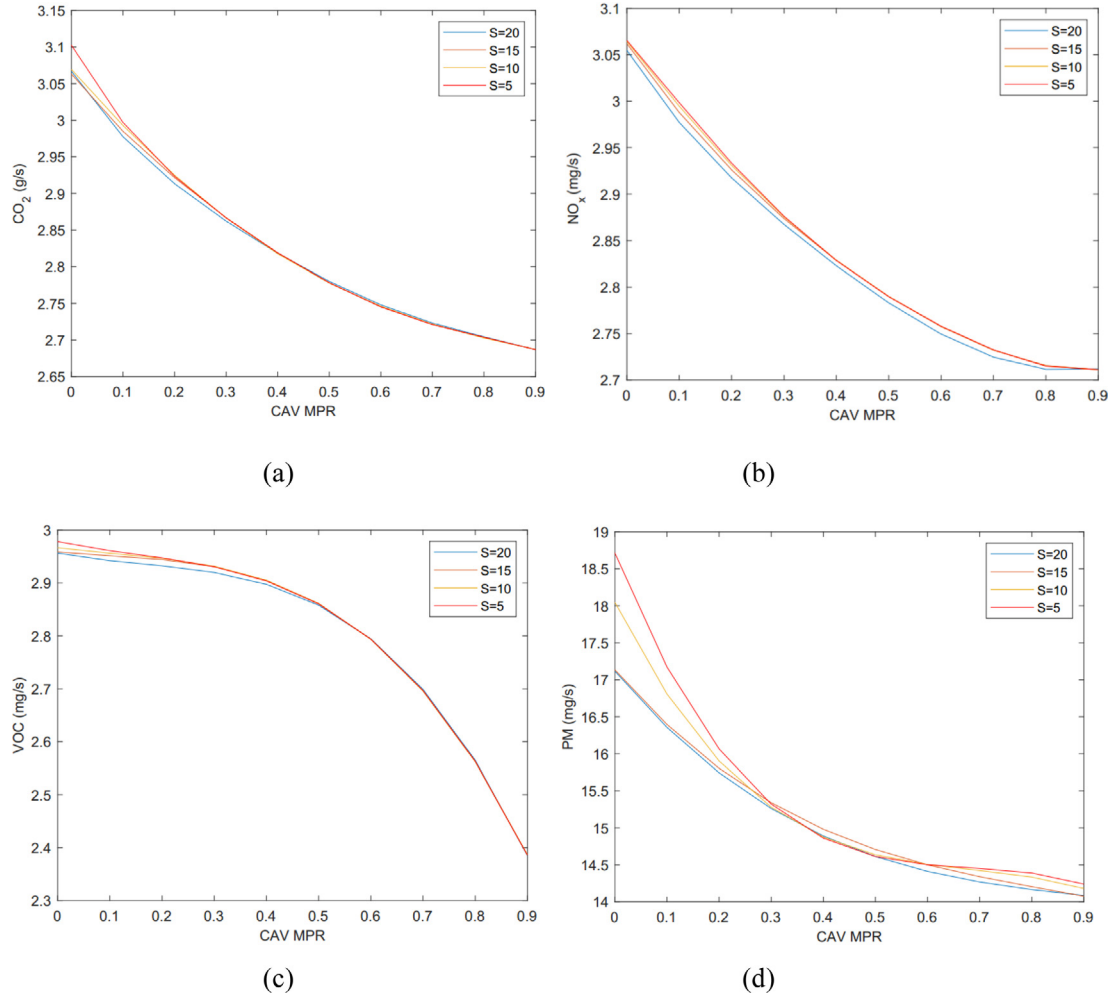 3.15
3.1
3.05
3
2.95
2.9
2.85
2.8
2.75
2.7
2.65
CO2 (g/s)
0 0.1 0.2 0.3 0.4 0.5 0.6 0.7 0.8 0.9
CAV MPR
S=20
S=15
S=10
S=5
(a)
3.1
3.05
3
2.95
2.9
2.85
2.8
2.75
2.7
NOx (mg/s)
0 0.1 0.2 0.3 0.4 0.5 0.6 0.7 0.8 0.9
CAV MPR
S=20
S=15
S=10
S=5
(b)
3
2.9
2.8
2.7
2.6
2.5
2.4
2.3
VOC (mg/s)
0 0.1 0.2 0.3 0.4 0.5 0.6 0.7 0.8 0.9
CAV MPR
S=20
S=15
S=10
S=5
(c)
19
18.5
18
17.5
17
16.5
16
15.5
15
14.5
14
PM (mg/s)
0 0.1 0.2 0.3 0.4 0.5 0.6 0.7 0.8 0.9
CAV MPR
S=20
S=15
S=10
S=5
(d)